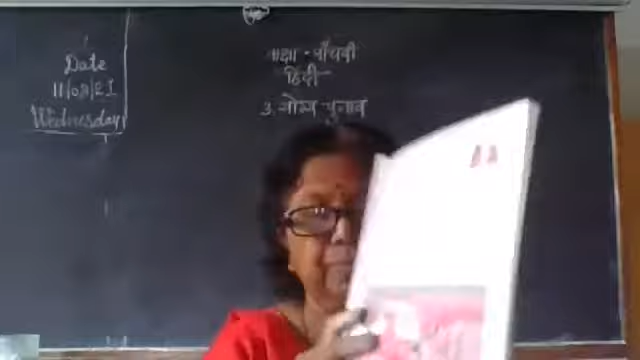 Date
11/08/21
Wednesday
कक्षा - पाँचवी
हिंदी
3. योग्य चुनाव